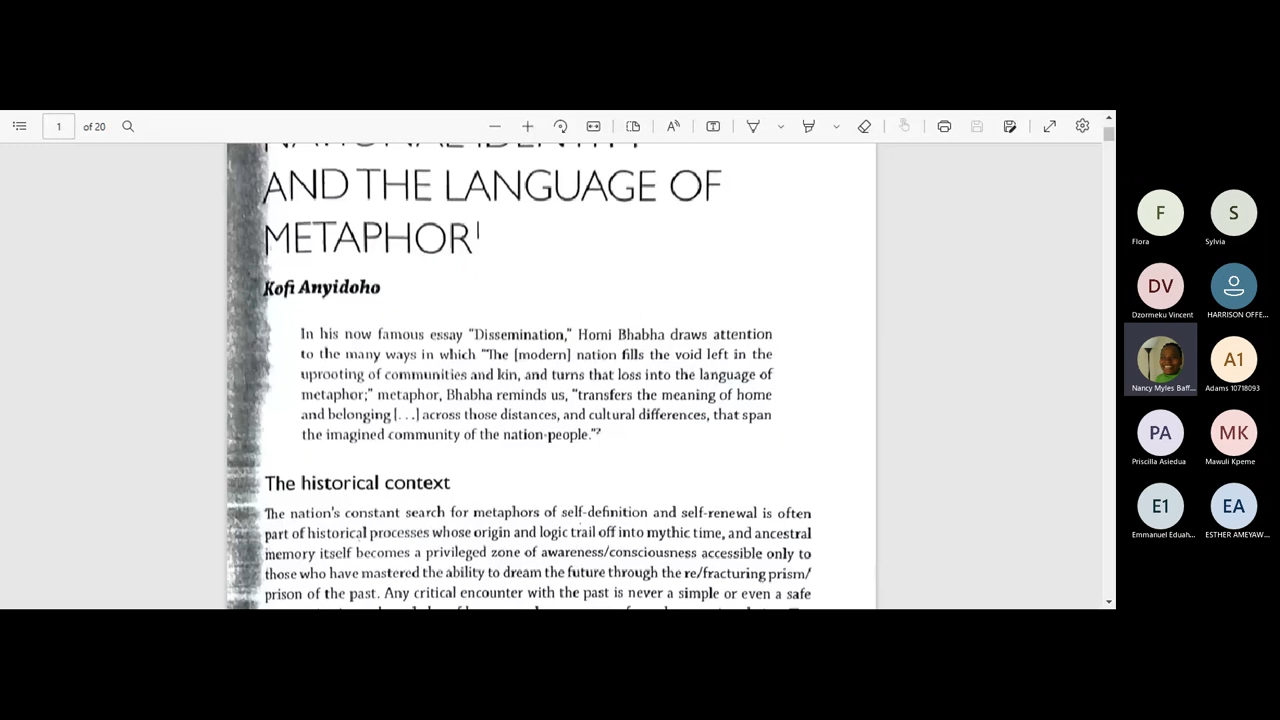 1
of 20
NATIONAL IDENTITY
AND THE LANGUAGE OF
METAPHOR¹
Kofi Anyidoho
In his now famous essay "Dissemination," Homi Bhabha draws attention
to the many ways in which "The [modern] nation fills the void left in the
uprooting of communities and kin, and turns that loss into the language of
metaphor;" metaphor, Bhabha reminds us, "transfers the meaning of home
and belonging [. . .] across those distances, and cultural differences, that span
the imagined community of the nation-people."²
The historical context
The nation's constant search for metaphors of self-definition and self-renewal is often
part of historical processes whose origin and logic trail off into mythic time, and ancestral
memory itself becomes a privileged zone of awareness/consciousness accessible only to
those who have mastered the ability to dream the future through the re/fracturing prism/
prison of the past. Any critical encounter with the past is never a simple or even a safe
F
S
Flora
Sylvia
DV
Dzormeku Vincent
HARRISON OFFE...
A1
Nancy Myles Baff...
Adams 10718093
PA
MK
Priscilla Asiedua
Mawuli Kpeme
E1
EA
Emmanuel Eduah...
ESTHER AMEYAW...